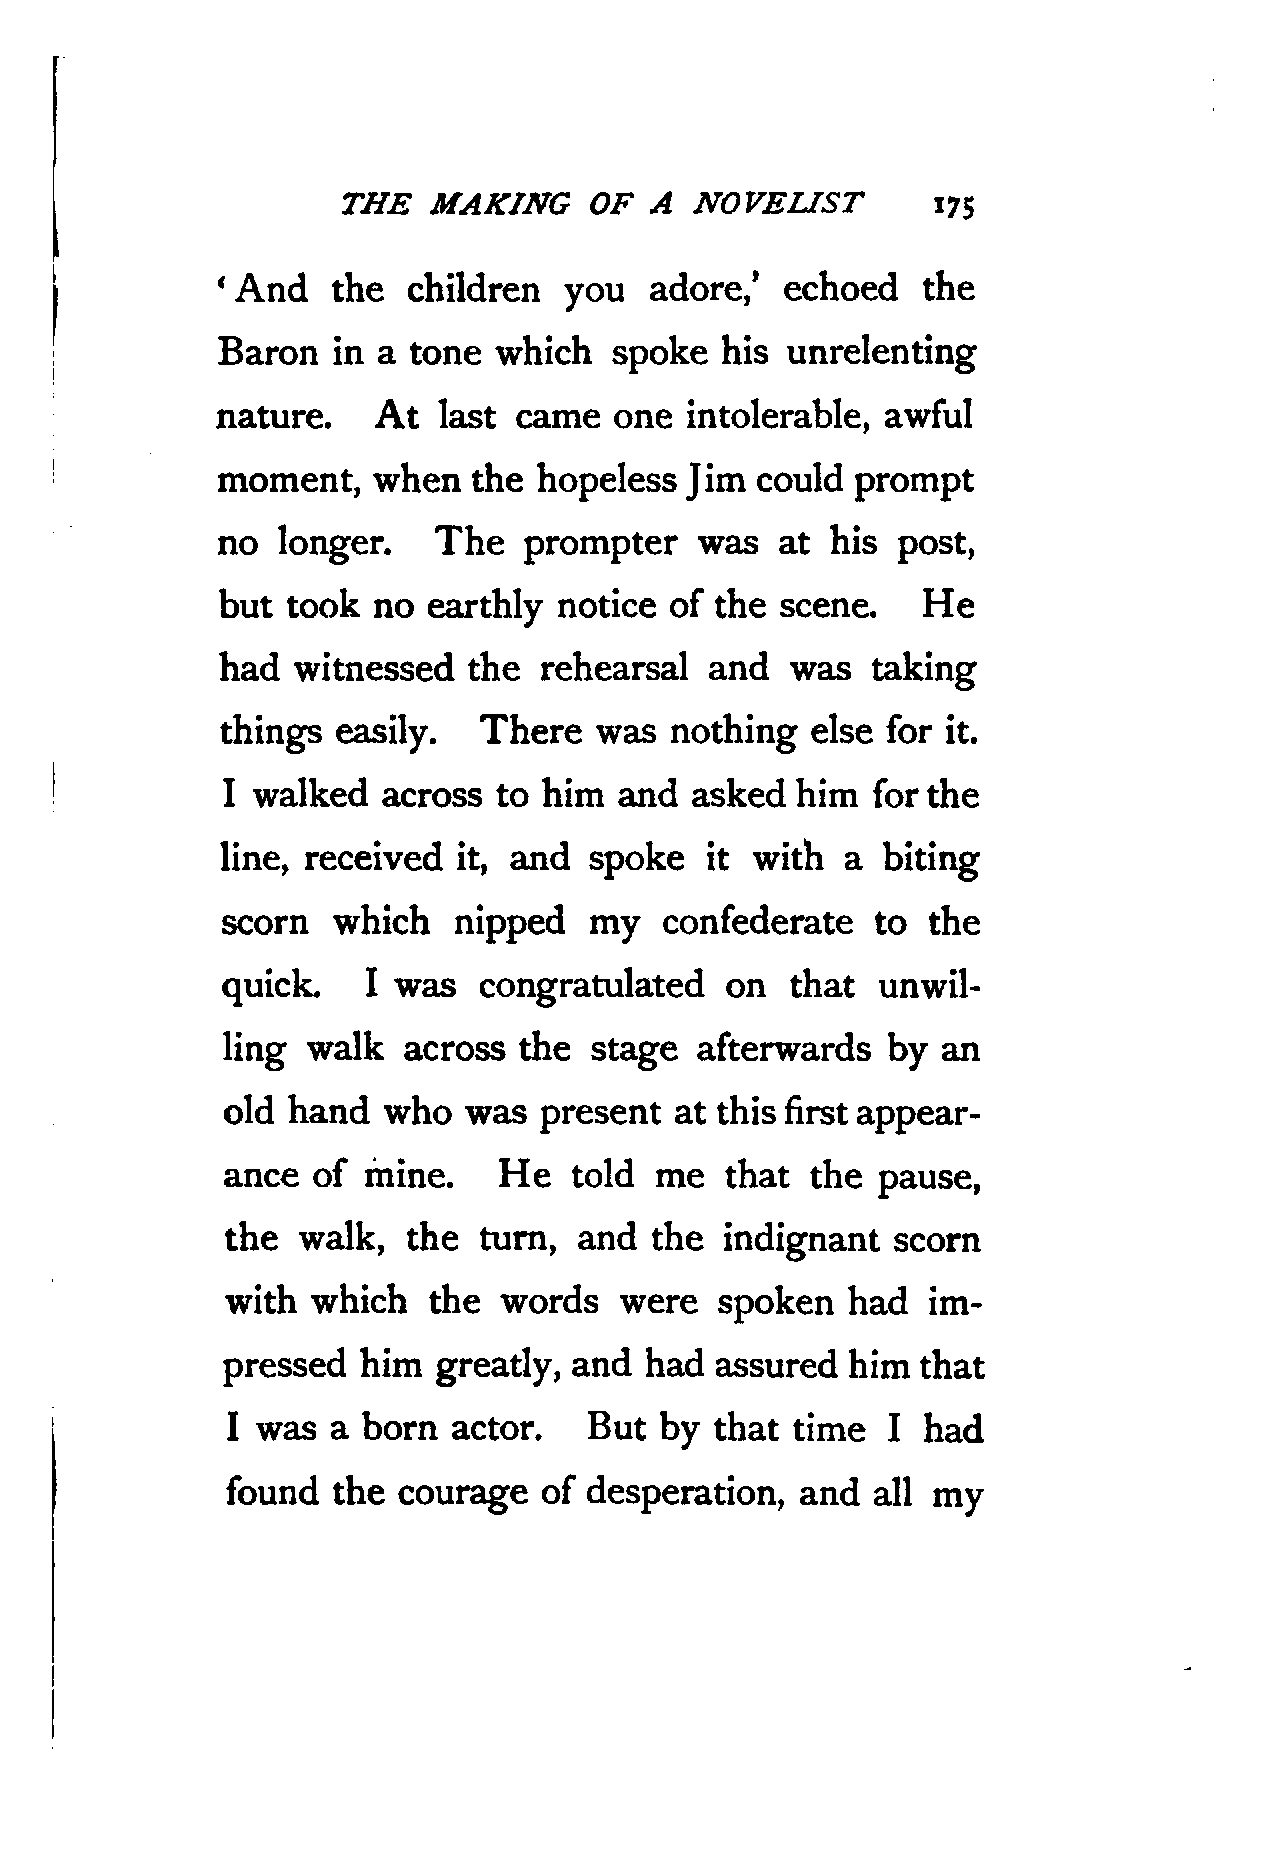 THE MAKING OF A NOVELIST 175
‘And the children you adore,’ echoed the
Baron in a tone which spoke his unrelenting
nature. At last came one intolerable, awful
moment, when the hopeless Jim could prompt
no longer. The prompter was at his post,
but took no earthly notice of the scene. He
had witnessed the rehearsal and was taking
things easily. There was nothing else for it.
I walked across to him and asked him for the
line, received it, and spoke it with a biting
scorn which nipped my confederate to the
quick. I was congratulated on that unwil-
ling walk across the stage afterwards by an
old hand who was present at this first appear-
ance of mine. He told me that the pause,
the walk, the turn, and the indignant scorn
with which the words were spoken had im-
pressed him greatly, and had assured him that
I was a born actor. But by that time I had
found the courage of desperation, and all my